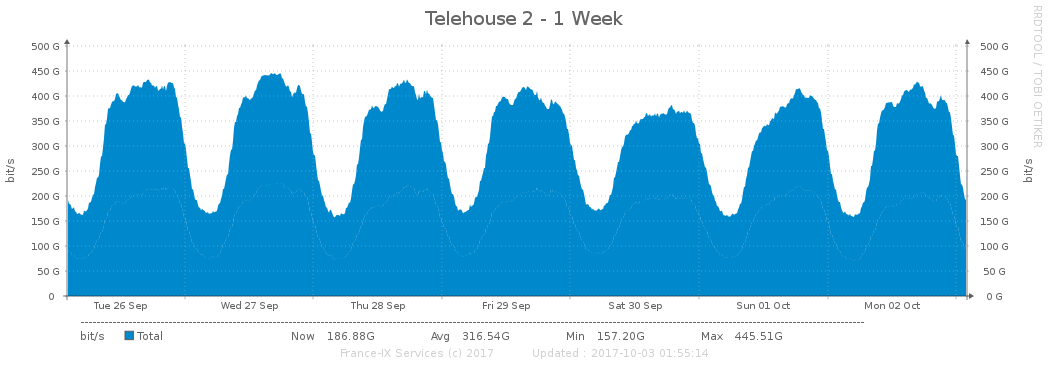 Telehouse 2 - 1 Week
RRDTOOL / TOBI OETIKER
500 G 500 G
450 G 450 G
400 G 400 G
350 G 350 G
300 G 300 G
250 G 250 G
200 G 200 G
150 G 150 G
100 G 100 G
50 G 50 G
0 0 G
bit/s bit/s
Tue 26 Sep Wed 27 Sep Thu 28 Sep Fri 29 Sep Sat 30 Sep Sun 01 Oct Mon 02 Oct
bit/s Total Now 186.88G Avg 316.54G Min 157.20G Max 445.51G
France-IX Services (c) 2017 Updated : 2017-10-03 01:55:14